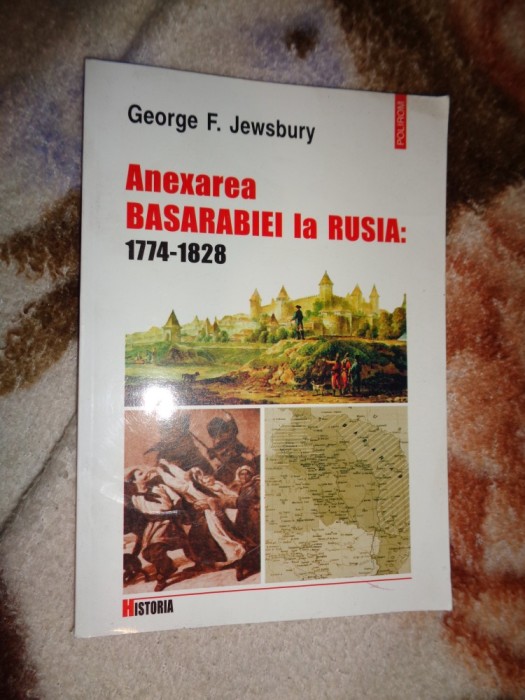 George F. Jewsbury
POLIROM
Anexarea
BASARABIEI la RUSIA:
1774-1828
HISTORIA